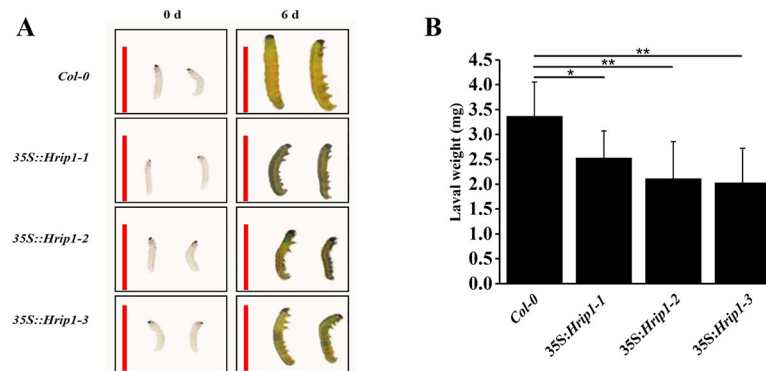 A
0 d
6 d
Col-0
35S::Hrip1-1
35S::Hrip1-2
35S::Hrip1-3
B
Laval weight (mg)
4.5
4.0
3.5
3.0
2.5
2.0
1.5
1.0
0.5
0.0
**
**
*
Col-0
35S:Hrip1-1
35S:Hrip1-2
35S:Hrip1-3